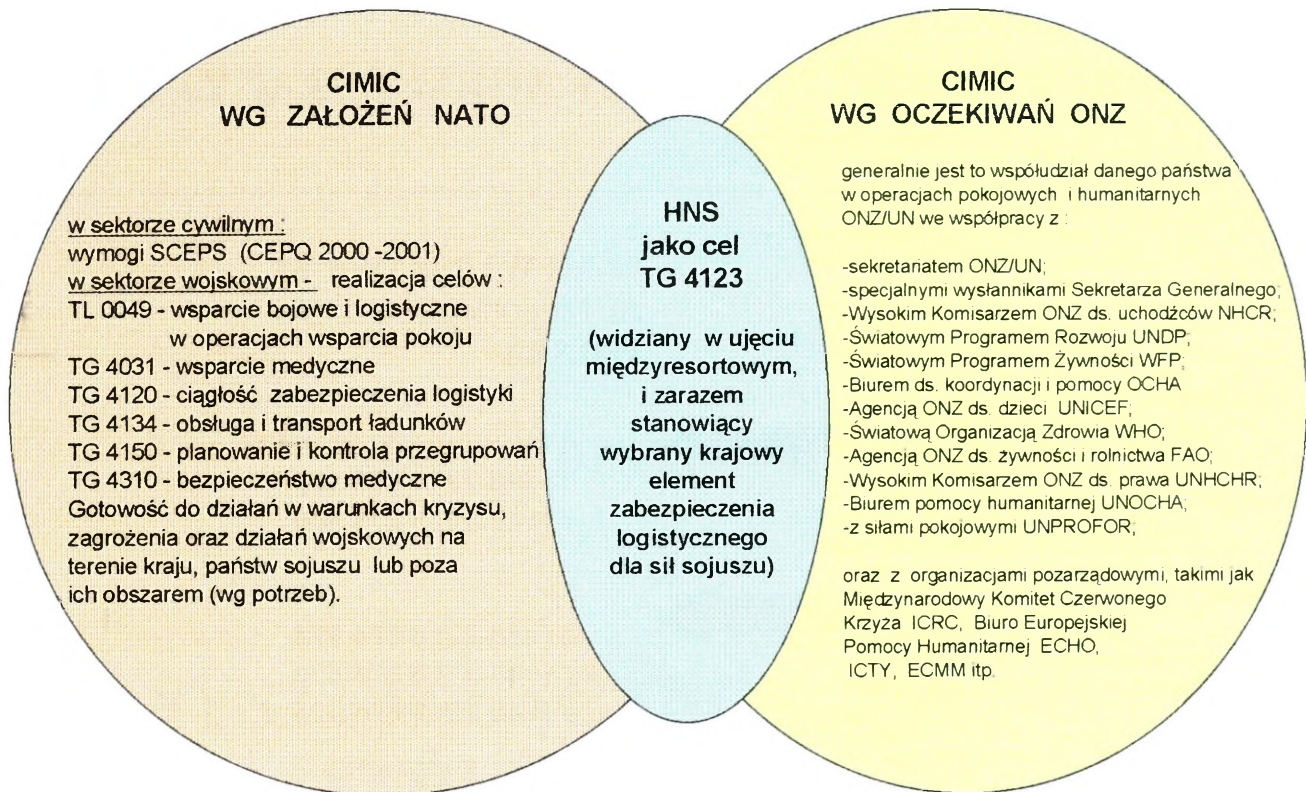 CIMIC
WG ZAŁOŻEŃ NATO
w sektorze cywilnym :
wymogi SCEPS (CEPQ 2000 -2001)
w sektorze wojskowym - realizacja celów :
TL 0049 - wsparcie bojowe i logistyczne
w operacjach wsparcia pokoju
TG 4031 - wsparcie medyczne
TG 4120 - ciągłość zabezpieczenia logistyki
TG 4134 - obsługa i transport ładunków
TG 4150 - planowanie i kontrola przegrupowań
TG 4310 - bezpieczeństwo medyczne
Gotowość do działań w warunkach kryzysu,
zagrożenia oraz działań wojskowych na
terenie kraju, państw sojuszu lub poza
ich obszarem (wg potrzeb).
HNS
jako cel
TG 4123
(widziany w ujęciu
międzyresortowym,
i zarazem
stanowiący
wybrany krajowy
element
zabezpieczenia
logistycznego
dla sił sojuszu)
CIMIC
WG OCZEKIWAŃ ONZ
generalnie jest to współudział danego państwa
w operacjach pokojowych i humanitarnych
ONZ/UN we współpracy z :
-sekretariatem ONZ/UN;
-specjalnymi wysłannikami Sekretarza Generalnego;
-Wysokim Komisarzem ONZ ds. uchodźców NHCR;
-Światowym Programem Rozwoju UNDP;
-Światowym Programem Żywności WFP;
-Biurem ds. koordynacji i pomocy OCHA
-Agencją ONZ ds. dzieci UNICEF;
-Światową Organizacją Zdrowia WHO;
-Agencją ONZ ds. żywności i rolnictwa FAO;
-Wysokim Komisarzem ONZ ds. prawa UNHCHR;
-Biurem pomocy humanitarnej UNOCHA;
-z siłami pokojowymi UNPROFOR;
oraz z organizacjami pozarządowymi, takimi jak
Międzynarodowy Komitet Czerwonego
Krzyża ICRC, Biuro Europejskiej
Pomocy Humanitarnej ECHO,
ICTY, ECMM itp.